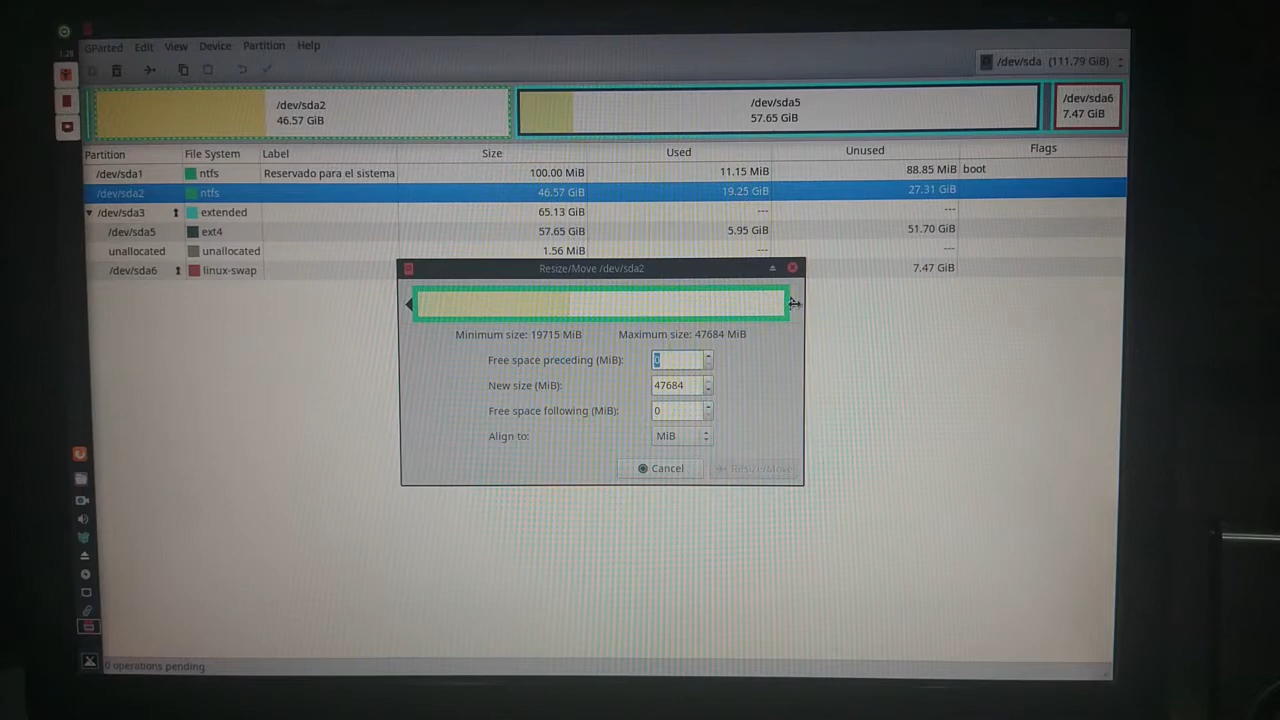 GParted Edit View Device Partition Help
1:28
/dev/sda (111.79 GiB)
/dev/sda2
46.57 GiB
/dev/sda5
57.65 GiB
/dev/sda6
7.47 GiB
Partition File System Label Size Used Unused Flags
/dev/sda1 ntfs Reservado para el sistema 100.00 MiB 11.15 MiB 88.85 MiB boot
/dev/sda2 ntfs 46.57 GiB 19.25 GiB 27.31 GiB
/dev/sda3 extended 65.13 GiB --- ---
/dev/sda5 ext4 57.65 GiB 5.95 GiB 51.70 GiB
unallocated unallocated 1.56 MiB --- ---
/dev/sda6 linux-swap 7.47 GiB
Resize/Move /dev/sda2
Minimum size: 19715 MiB Maximum size: 47684 MiB
Free space preceding (MiB): 0
New size (MiB): 47684
Free space following (MiB): 0
Align to: MiB
Cancel Resize/Move
0 operations pending